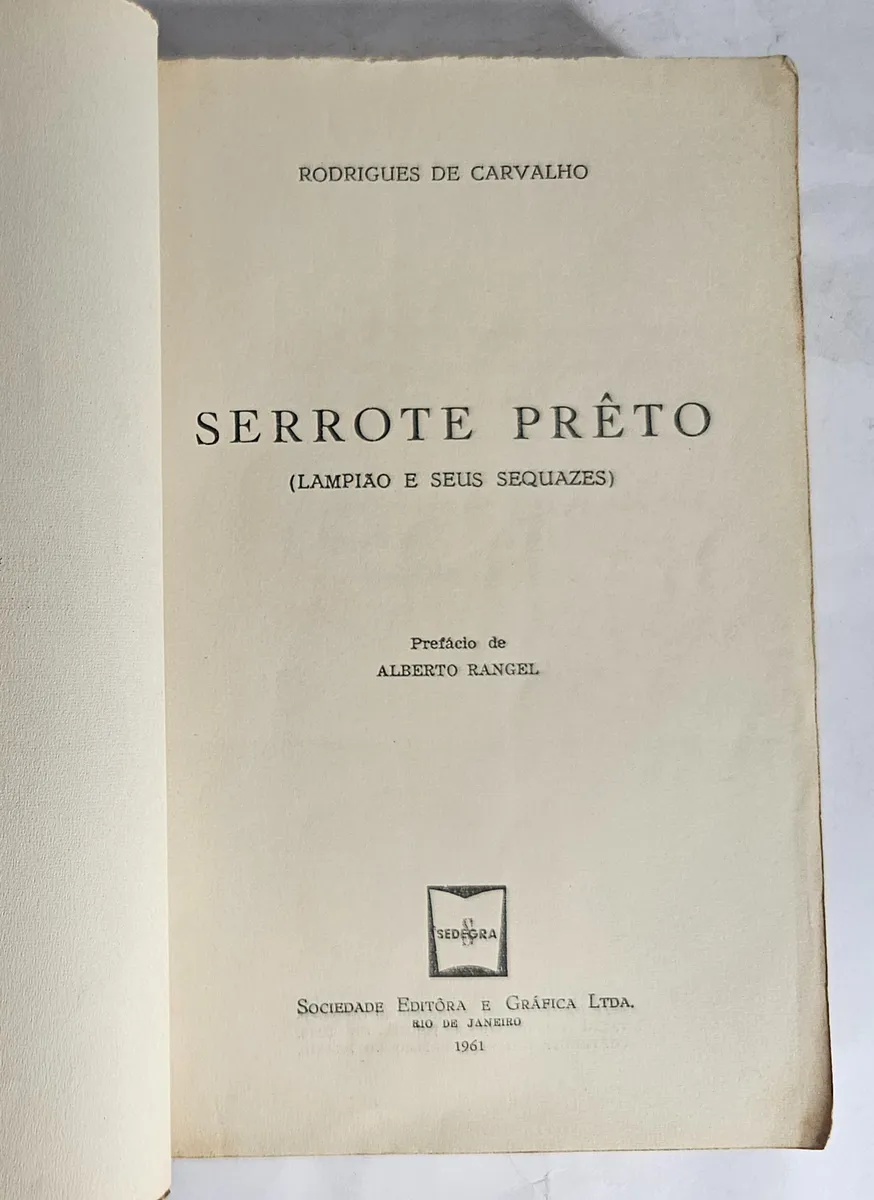 RODRIGUES DE CARVALHO
SERROTE PRÊTO
(LAMPIÃO E SEUS SEQUAZES)
Prefácio de
ALBERTO RANGEL
SEDEGRA
SOCIEDADE EDITÔRA E GRÁFICA LTDA.
RIO DE JANEIRO
1961